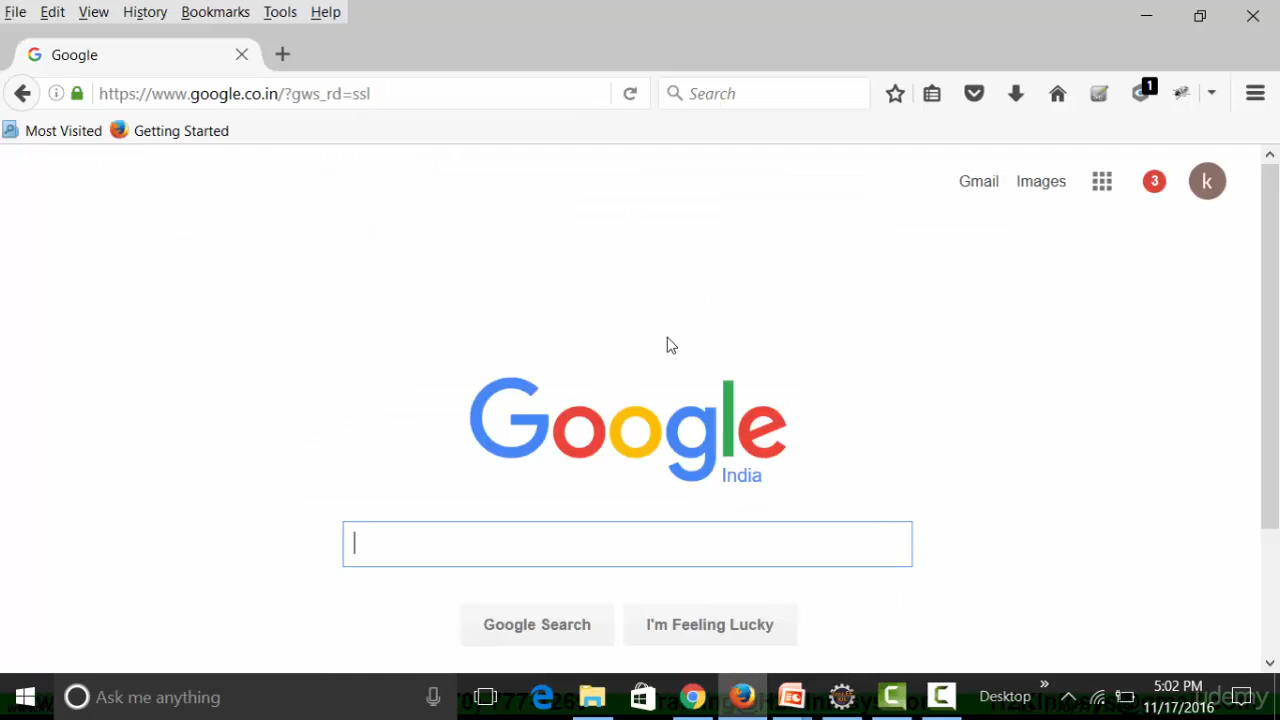 File Edit View History Bookmarks Tools Help
Google
https://www.google.co.in/?gws_rd=ssl
Search
1
Most Visited Getting Started
Gmail Images 3 k
Google
India
Google Search I'm Feeling Lucky
Ask me anything
Desktop
5:02 PM
11/17/2016
udemy